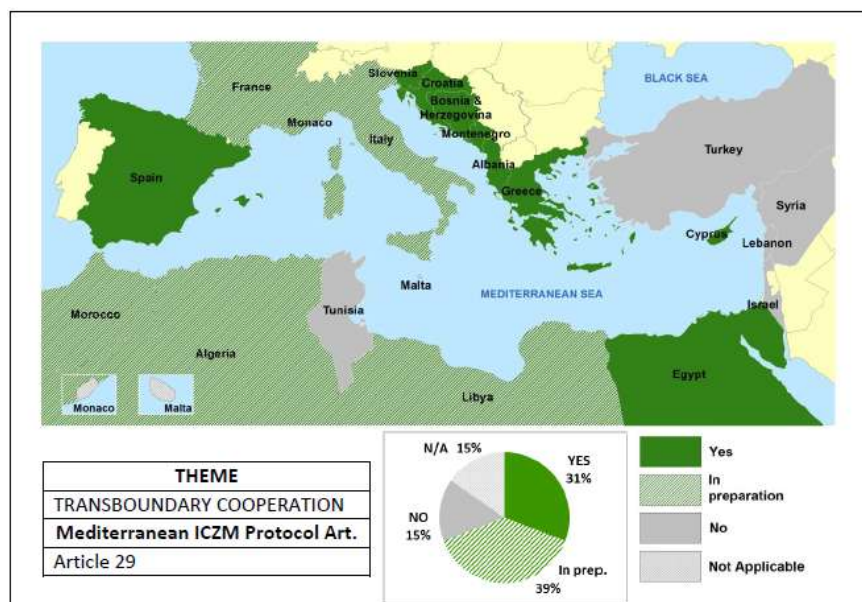 BLACK SEA
Slovenia
Croatia
France
Bosnia &
Herzegovina
Monaco
Italy
Montenegro
Turkey
Albania
Spain
Greece
Syria
Cyprus
Lebanon
Malta
MEDITERRANEAN SEA
Israel
Tunisia
Morocco
Algeria
Egypt
Libya
Monaco
Malta
THEME
TRANSBOUNDARY COOPERATION
Mediterranean ICZM Protocol Art.
Article 29
N/A 15%
YES
31%
NO
15%
In prep.
39%
Yes
In
preparation
No
Not Applicable